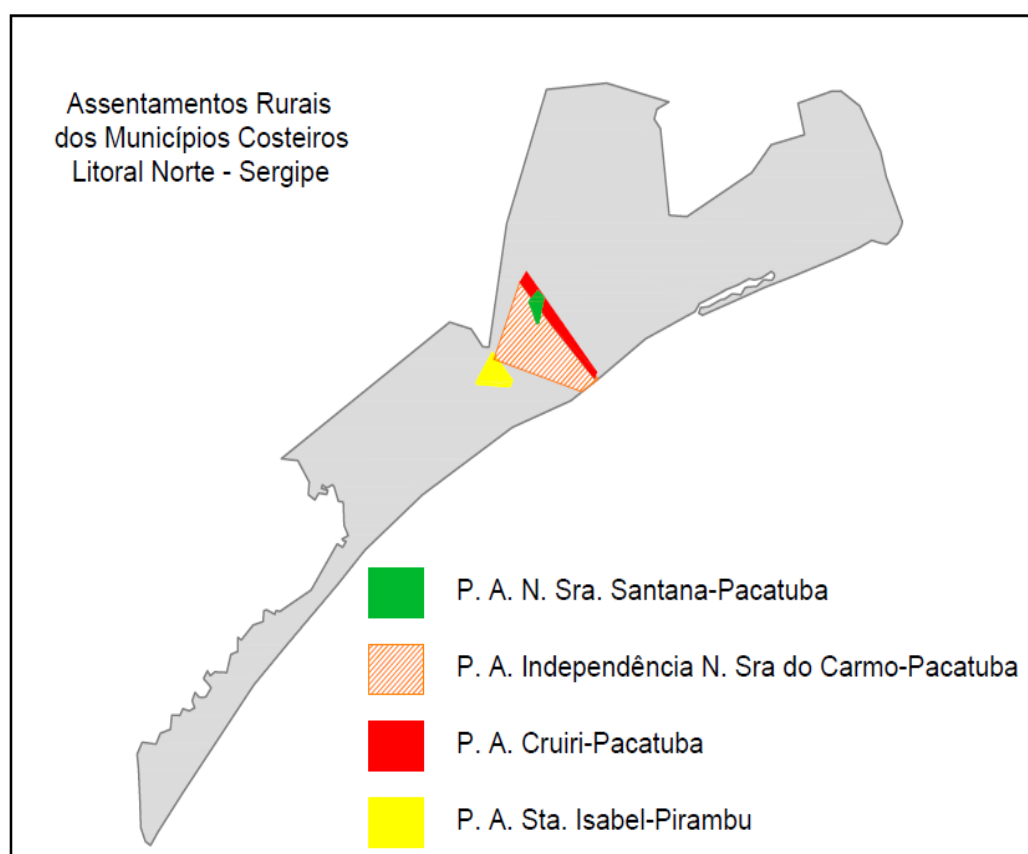 Assentamentos Rurais
dos Municípios Costeiros
Litoral Norte - Sergipe
P. A. N. Sra. Santana-Pacatuba
P. A. Independência N. Sra do Carmo-Pacatuba
P. A. Cruiri-Pacatuba
P. A. Sta. Isabel-Pirambu